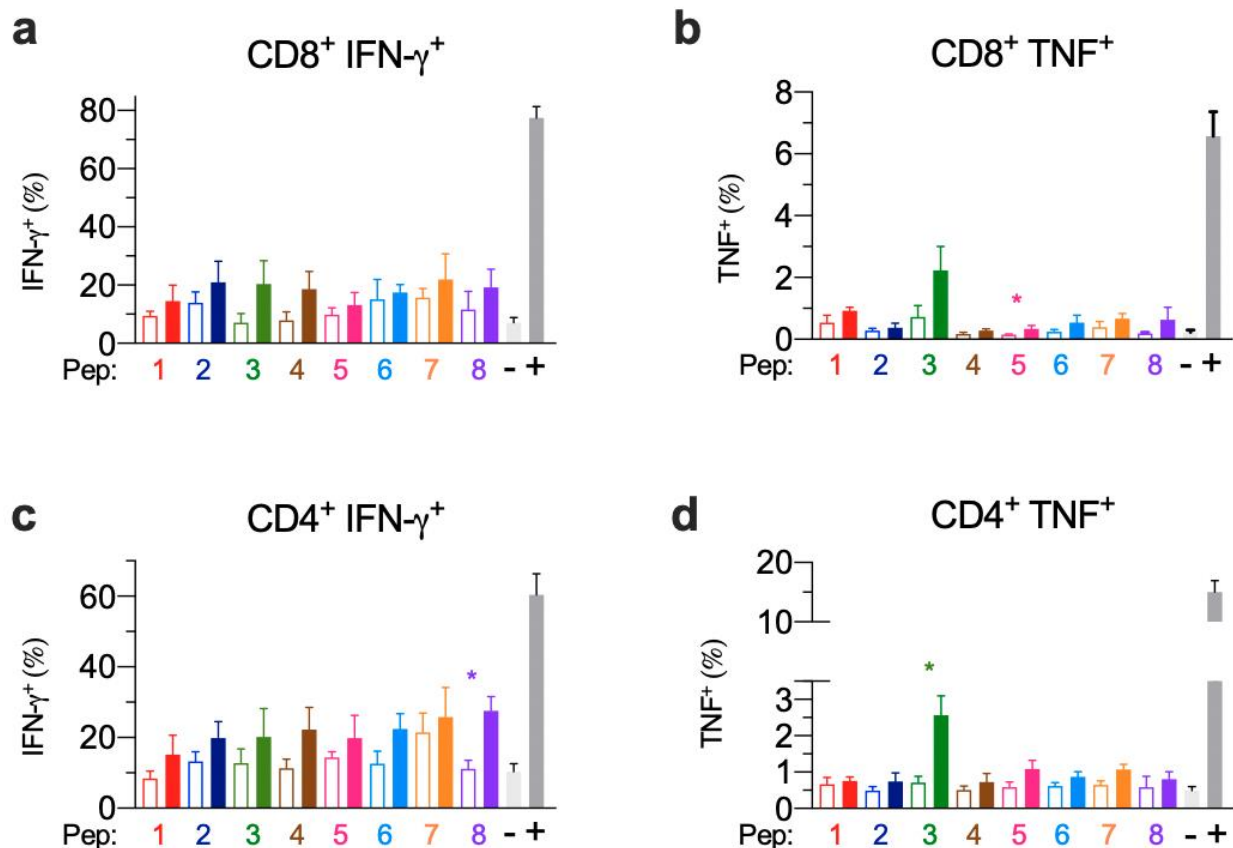 a
CD8⁺ IFN-γ⁺
IFN-γ⁺ (%)
80
60
40
20
0
Pep: 1 2 3 4 5 6 7 8 - +
b
CD8⁺ TNF⁺
TNF⁺ (%)
8
6
4
2
0
*
Pep: 1 2 3 4 5 6 7 8 - +
c
CD4⁺ IFN-γ⁺
IFN-γ⁺ (%)
60
40
20
0
*
Pep: 1 2 3 4 5 6 7 8 - +
d
CD4⁺ TNF⁺
TNF⁺ (%)
20
10
3
2
1
0
*
Pep: 1 2 3 4 5 6 7 8 - +